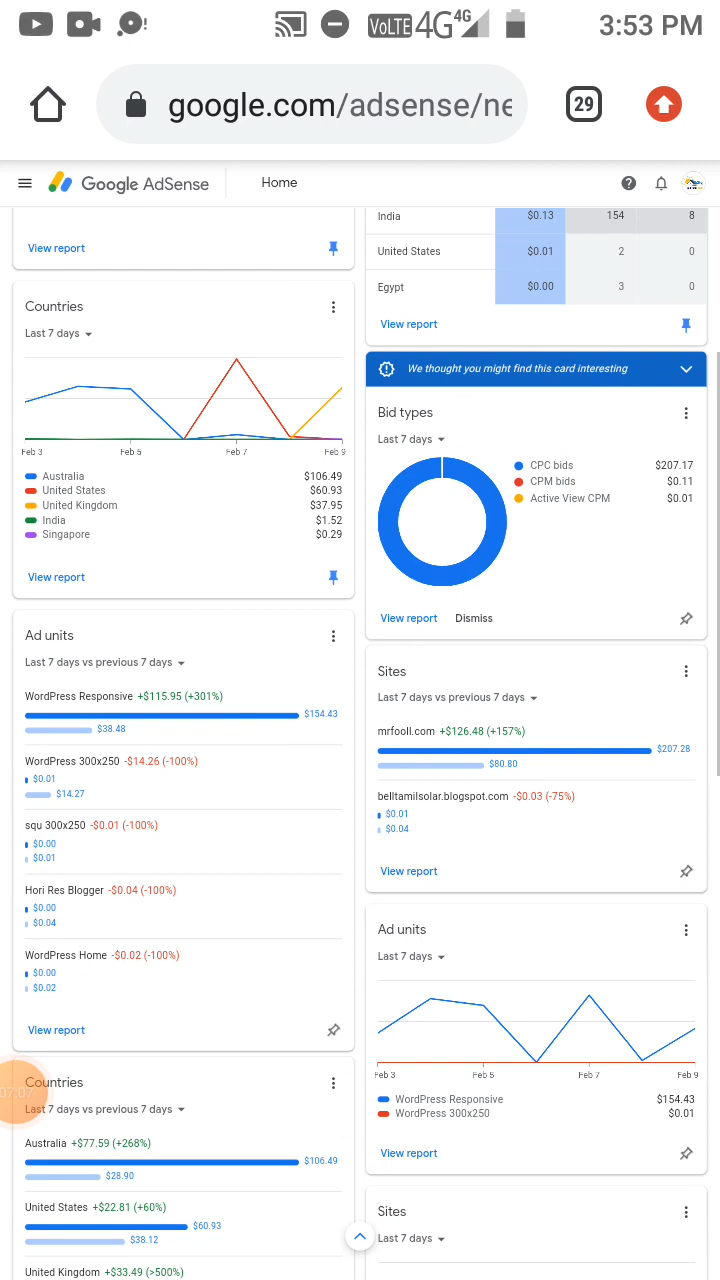 VoLTE 4G 4G 3:53 PM
google.com/adsense/ne
29
Google AdSense
Home
View report
Countries
Last 7 days
Feb 3 Feb 5 Feb 7 Feb 9
Australia $106.49
United States $60.93
United Kingdom $37.95
India $1.52
Singapore $0.29
View report
Ad units
Last 7 days vs previous 7 days
WordPress Responsive +$115.95 (+301%)
$154.43
$38.48
WordPress 300x250 -$14.26 (-100%)
$0.01
$14.27
squ 300x250 -$0.01 (-100%)
$0.00
$0.01
Hori Res Blogger -$0.04 (-100%)
$0.00
$0.04
WordPress Home -$0.02 (-100%)
$0.00
$0.02
View report
07:07
Countries
Last 7 days vs previous 7 days
Australia +$77.59 (+268%)
$106.49
$28.90
United States +$22.81 (+60%)
$60.93
$38.12
United Kingdom +$33.49 (>500%)
India $0.13 154 8
United States $0.01 2 0
Egypt $0.00 3 0
View report
We thought you might find this card interesting
Bid types
Last 7 days
CPC bids $207.17
CPM bids $0.11
Active View CPM $0.01
View report Dismiss
Sites
Last 7 days vs previous 7 days
mrfooll.com +$126.48 (+157%)
$207.28
$80.80
belltamilsolar.blogspot.com -$0.03 (-75%)
$0.01
$0.04
View report
Ad units
Last 7 days
Feb 3 Feb 5 Feb 7 Feb 9
WordPress Responsive $154.43
WordPress 300x250 $0.01
View report
Sites
Last 7 days